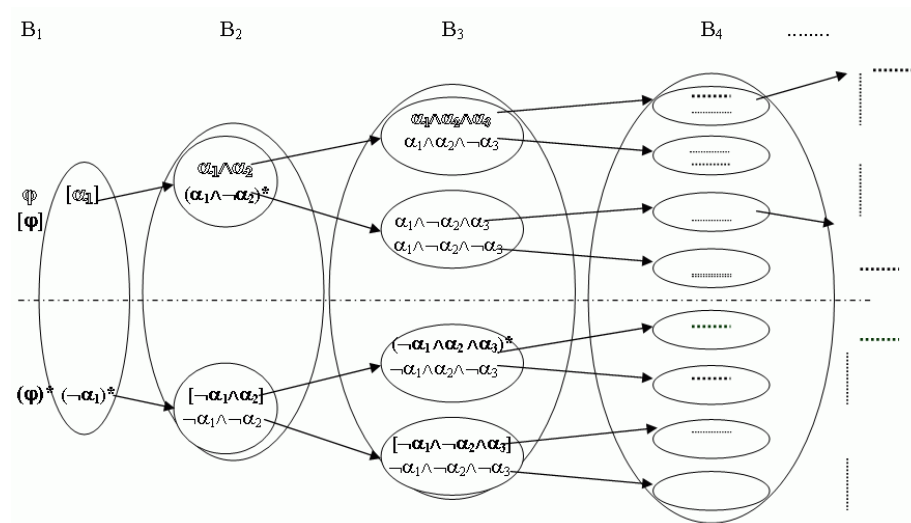 B₁ B₂ B₃ B₄ ........
α₁∧α₂∧α₃
α₁∧α₂∧¬α₃
α₁∧α₂
(α₁∧¬α₂)*
φ [α₁]
[φ]
α₁∧¬α₂∧α₃
α₁∧¬α₂∧¬α₃
(¬α₁∧α₂∧α₃)*
¬α₁∧α₂∧¬α₃
(φ)* (¬α₁)* [¬α₁∧α₂]
¬α₁∧¬α₂
[¬α₁∧¬α₂∧α₃]
¬α₁∧¬α₂∧¬α₃